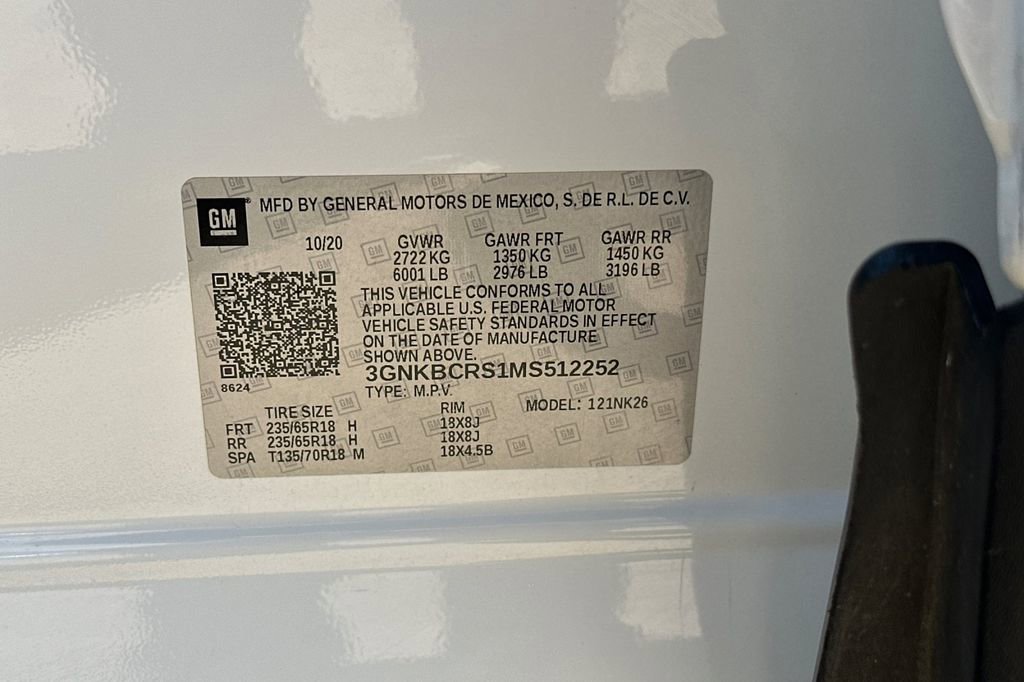 GM® MFD BY GENERAL MOTORS DE MEXICO, S. DE R.L. DE C.V.
10/20 GVWR GAWR FRT GAWR RR
2722 KG 1350 KG 1450 KG
6001 LB 2976 LB 3196 LB
THIS VEHICLE CONFORMS TO ALL
APPLICABLE U.S. FEDERAL MOTOR
VEHICLE SAFETY STANDARDS IN EFFECT
ON THE DATE OF MANUFACTURE
SHOWN ABOVE.
3GNKBCRS1MS512252
8624
TYPE: M.P.V.
TIRE SIZE RIM MODEL: 121NK26
FRT 235/65R18 H 18X8J
RR 235/65R18 H 18X8J
SPA T135/70R18 M 18X4.5B